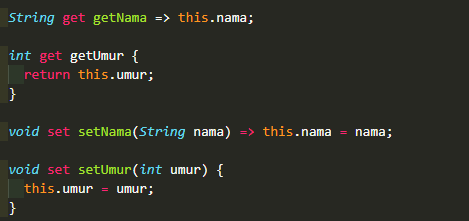 String get getNama => this.nama;
int get getUmur {
return this.umur;
}
void set setNama(String nama) => this.nama = nama;
void set setUmur(int umur) {
this.umur = umur;
}